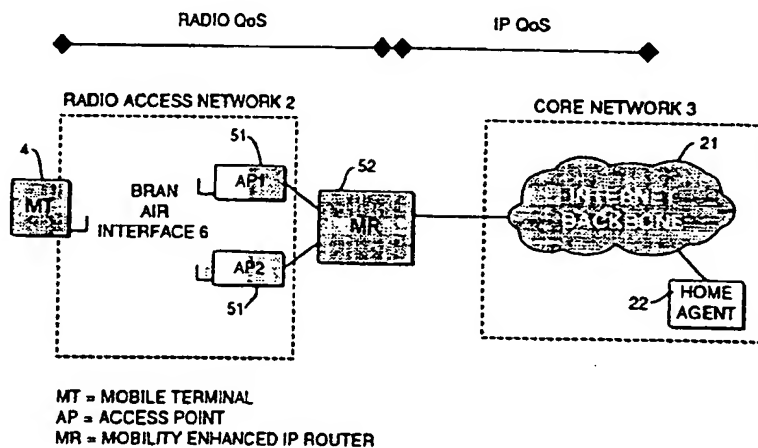 RADIO QoS
IP QoS
RADIO ACCESS NETWORK 2
CORE NETWORK 3
4
51
52
21
MT
BRAN
AIR
INTERFACE 6
AP1
MR
INTERNET
BACKBONE
AP2
51
22
HOME
AGENT
MT = MOBILE TERMINAL
AP = ACCESS POINT
MR = MOBILITY ENHANCED IP ROUTER